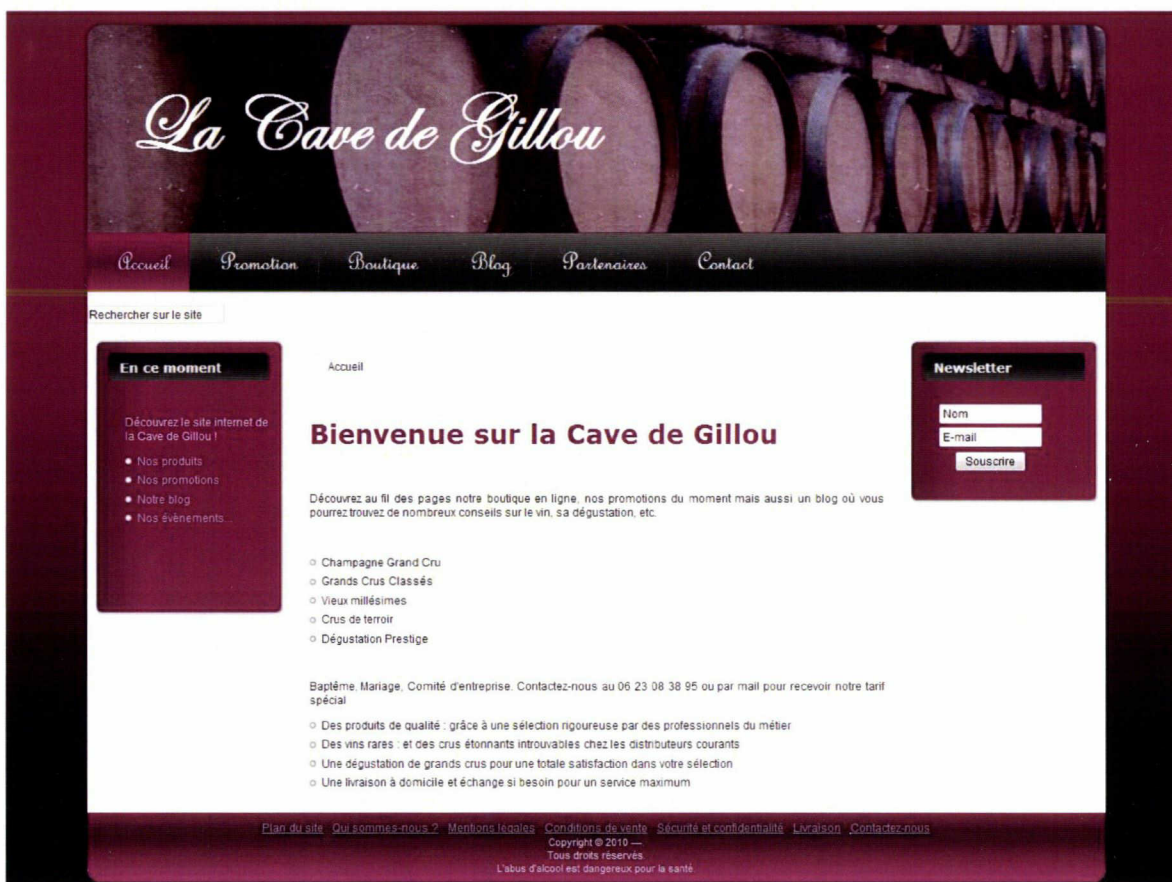 La Cave de Gillou
Accueil Promotion Boutique Blog Partenaires Contact
Rechercher sur le site
En ce moment
Découvrez le site internet de
la Cave de Gillou !
Nos produits
Nos promotions
Notre blog
Nos évènements...
Accueil
Bienvenue sur la Cave de Gillou
Découvrez au fil des pages notre boutique en ligne, nos promotions du moment mais aussi un blog où vous
pourrez trouvez de nombreux conseils sur le vin, sa dégustation, etc.
Champagne Grand Cru
Grands Crus Classés
Vieux millésimes
Crus de terroir
Dégustation Prestige
Baptême, Mariage, Comité d'entreprise. Contactez-nous au 06 23 08 38 95 ou par mail pour recevoir notre tarif
spécial
Des produits de qualité : grâce à une sélection rigoureuse par des professionnels du métier
Des vins rares : et des crus étonnants introuvables chez les distributeurs courants
Une dégustation de grands crus pour une totale satisfaction dans votre sélection
Une livraison à domicile et échange si besoin pour un service maximum
Newsletter
Nom
E-mail
Souscrire
Plan du site Qui sommes-nous ? Mentions légales Conditions de vente Sécurité et confidentialité Livraison Contactez-nous
Copyright © 2010 —
Tous droits réservés.
L'abus d'alcool est dangereux pour la santé